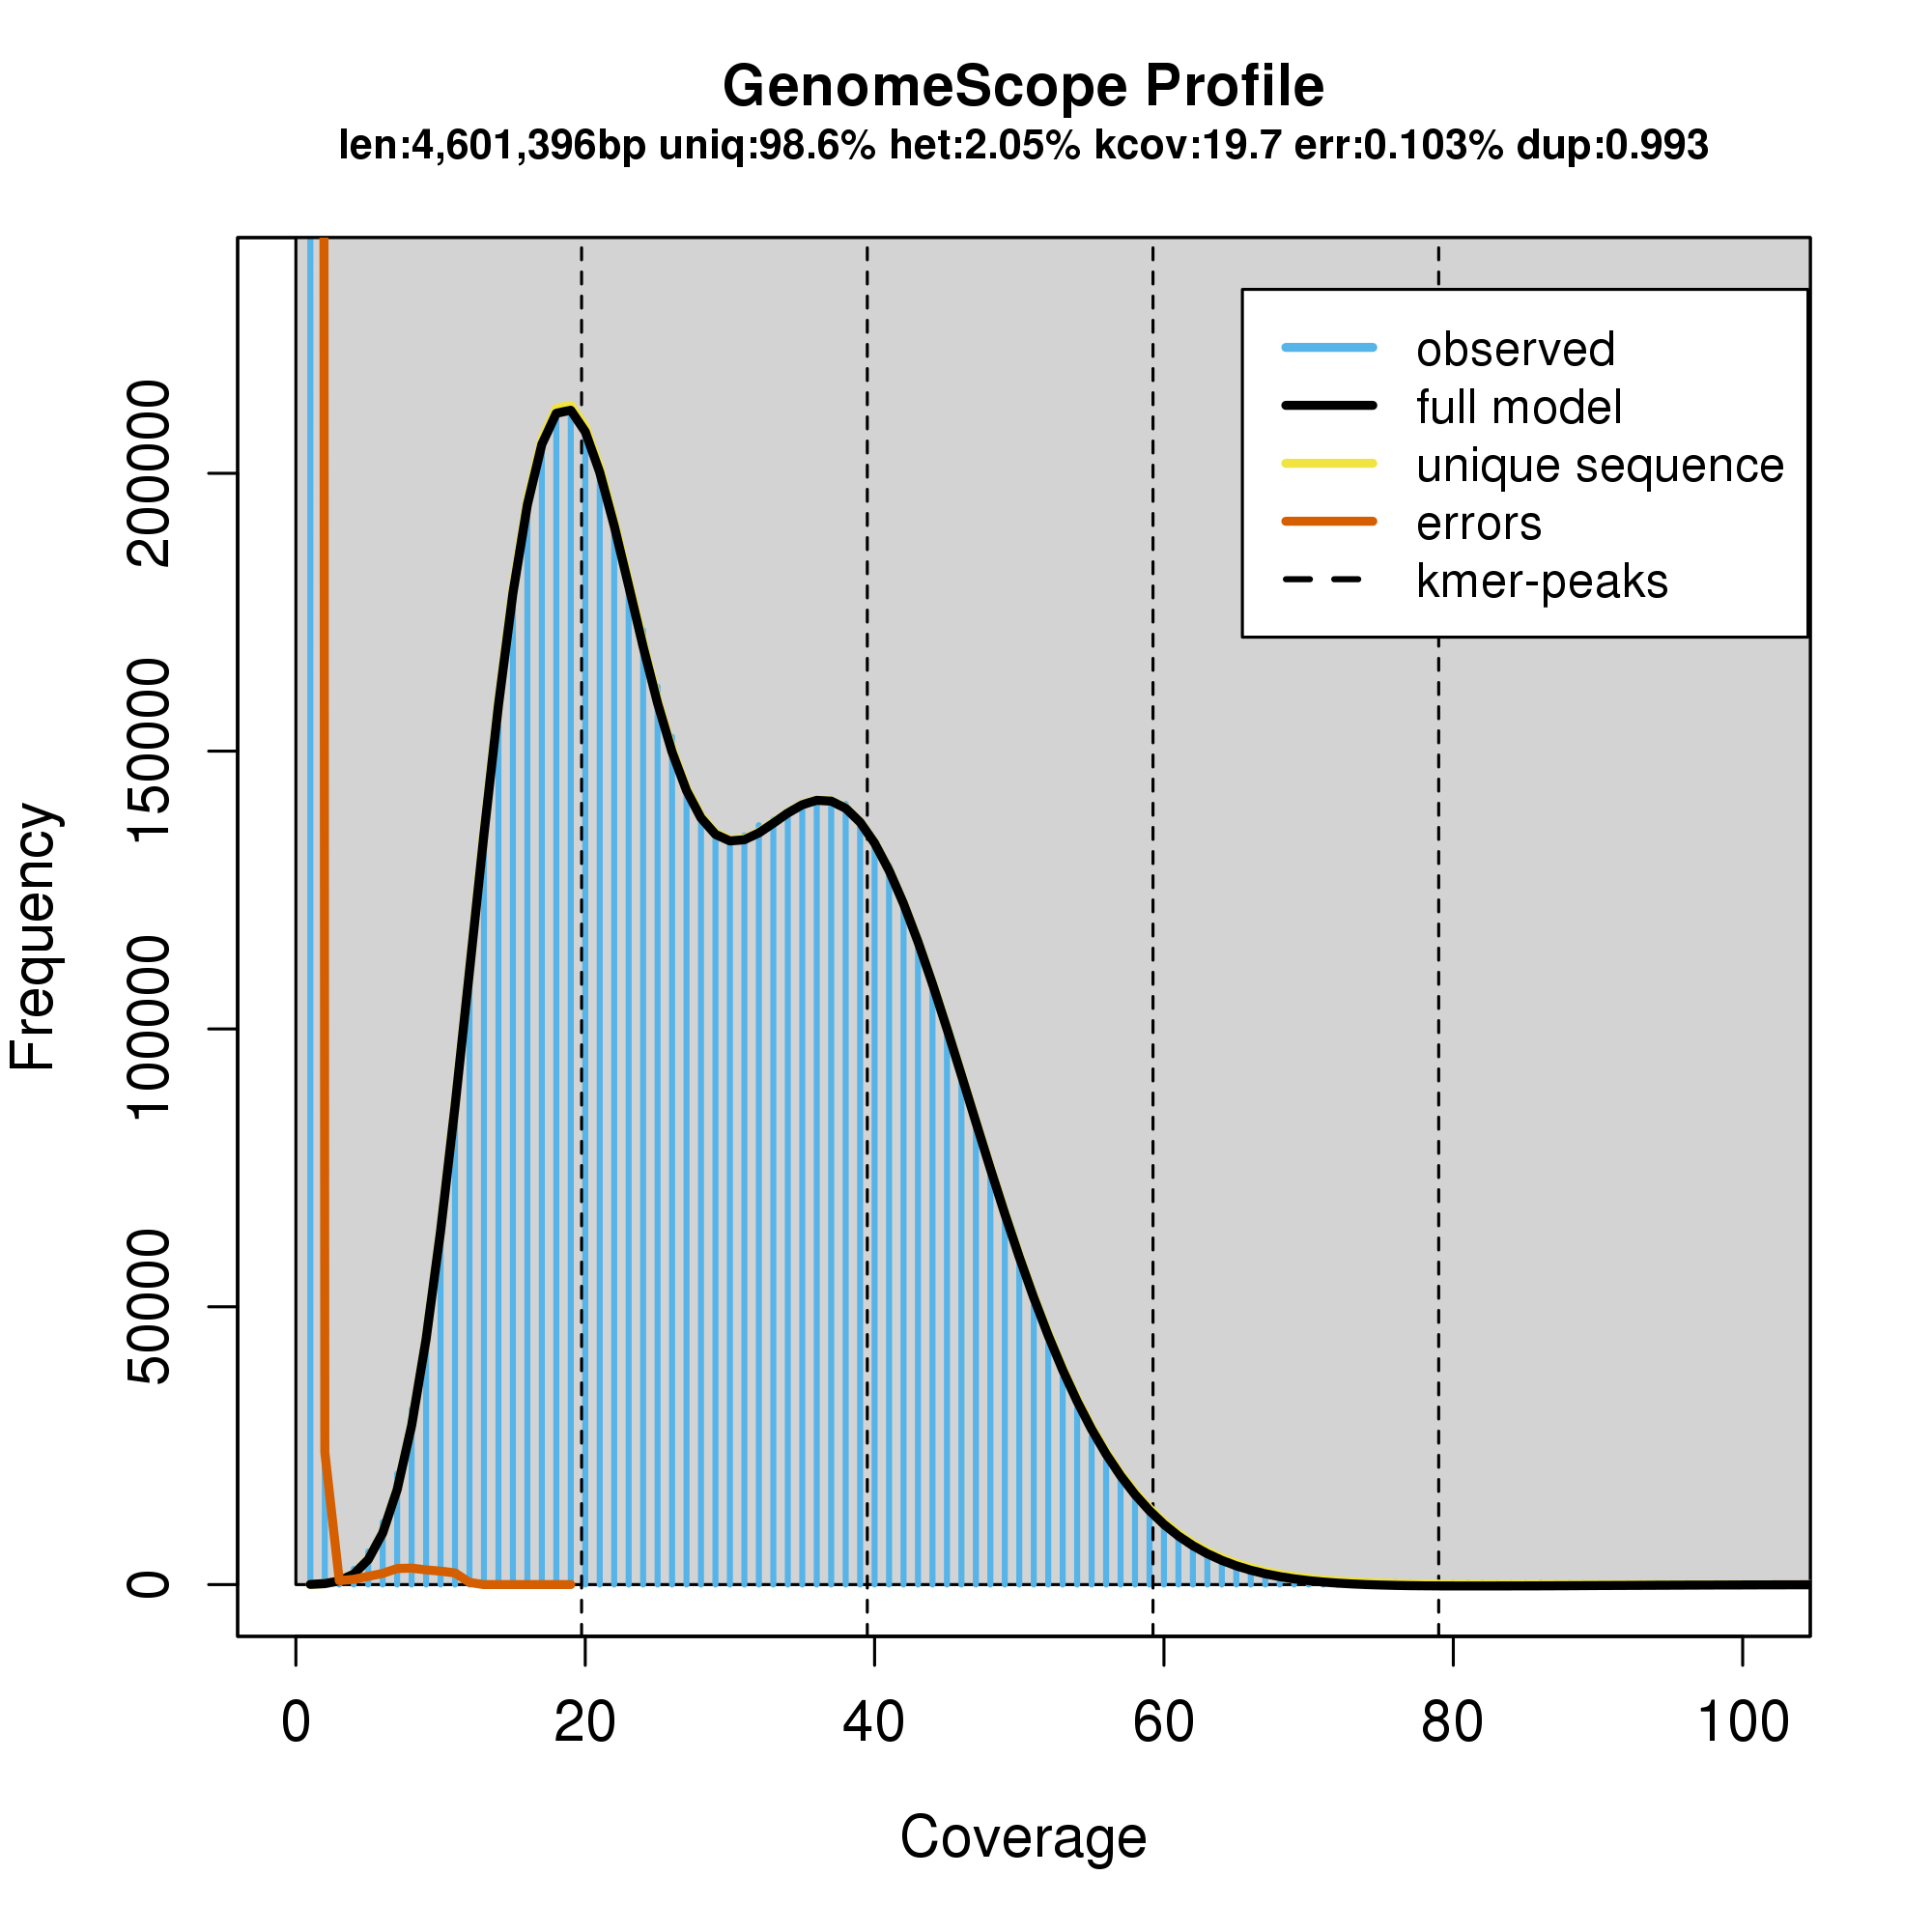 GenomeScope Profile
len:4,601,396bp uniq:98.6% het:2.05% kcov:19.7 err:0.103% dup:0.993
observed
full model
unique sequence
errors
kmer-peaks
Frequency
200000
150000
100000
50000
0
0 20 40 60 80 100
Coverage